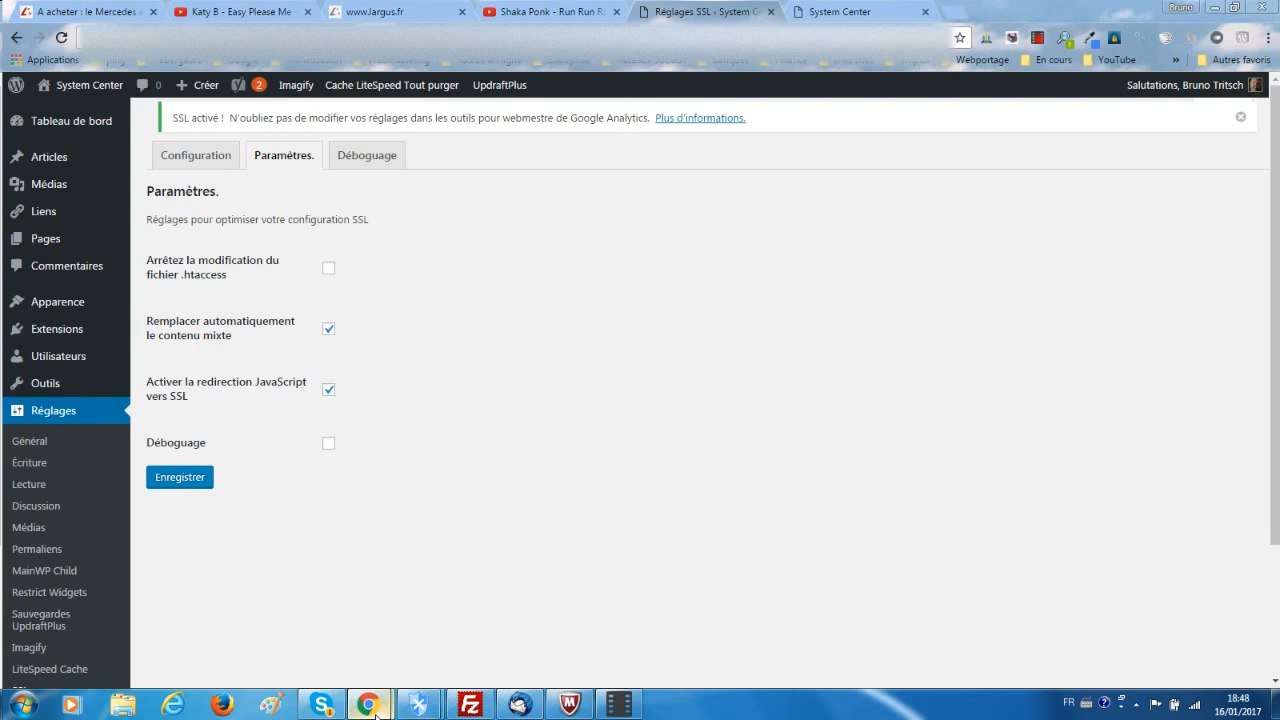 A acheter : le Mercedes
Katy B - Easy Please Me
www.largus.fr
Shaka Ponk - Run Run R
Réglages SSL ‹ System C
System Center
Bruno
Applications
Webportage
En cours
YouTube
»
Autres favoris
System Center
0
Créer
2
Imagify
Cache LiteSpeed Tout purger
UpdraftPlus
Salutations, Bruno Tritsch
Tableau de bord
Articles
Médias
Liens
Pages
Commentaires
Apparence
Extensions
Utilisateurs
Outils
Réglages
Général
Écriture
Lecture
Discussion
Médias
Permaliens
MainWP Child
Restrict Widgets
Sauvegardes
UpdraftPlus
Imagify
LiteSpeed Cache
SSL activé ! N'oubliez pas de modifier vos réglages dans les outils pour webmestre de Google Analytics. Plus d'informations.
Configuration
Paramètres.
Déboguage
Paramètres.
Réglages pour optimiser votre configuration SSL
Arrêtez la modification du
fichier .htaccess
Remplacer automatiquement
le contenu mixte
Activer la redirection JavaScript
vers SSL
Déboguage
Enregistrer
FR
18:48
16/01/2017